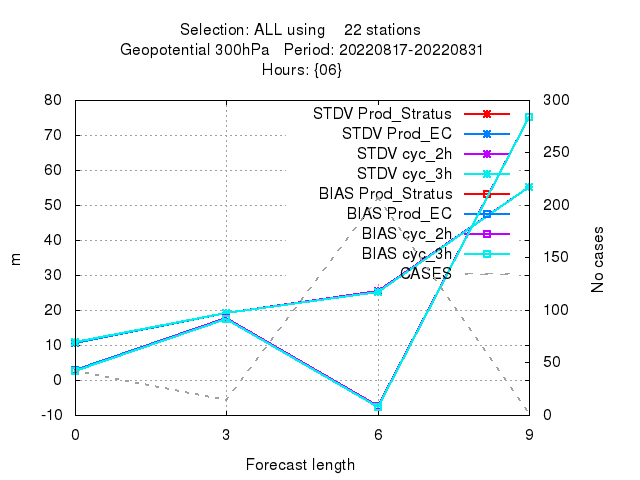 Selection: ALL using    22 stations
Geopotential 300hPa   Period: 20220817-20220831
Hours: {06}
80
70
60
50
40
30
20
10
0
-10
m
STDV Prod_Stratus
STDV Prod_EC
STDV cyc_2h
STDV cyc_3h
BIAS Prod_Stratus
BIAS Prod_EC
BIAS cyc_2h
BIAS cyc_3h
CASES
300
250
200
150
100
50
0
No cases
0 3 6 9
Forecast length